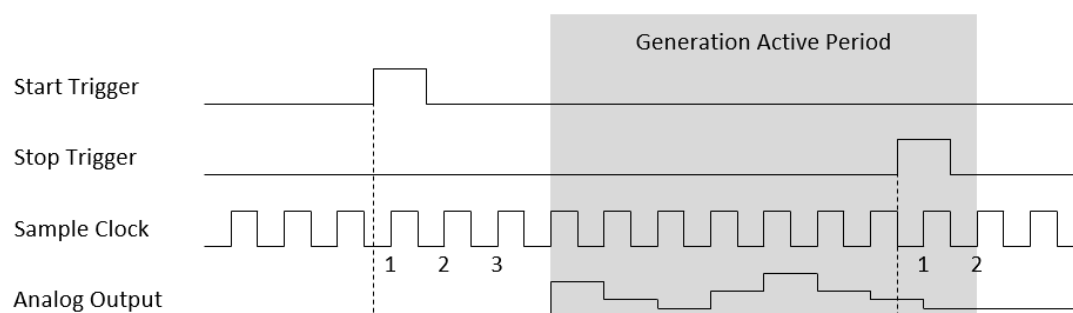 Generation Active Period
Start Trigger
Stop Trigger
Sample Clock
1 2 3 1 2
Analog Output